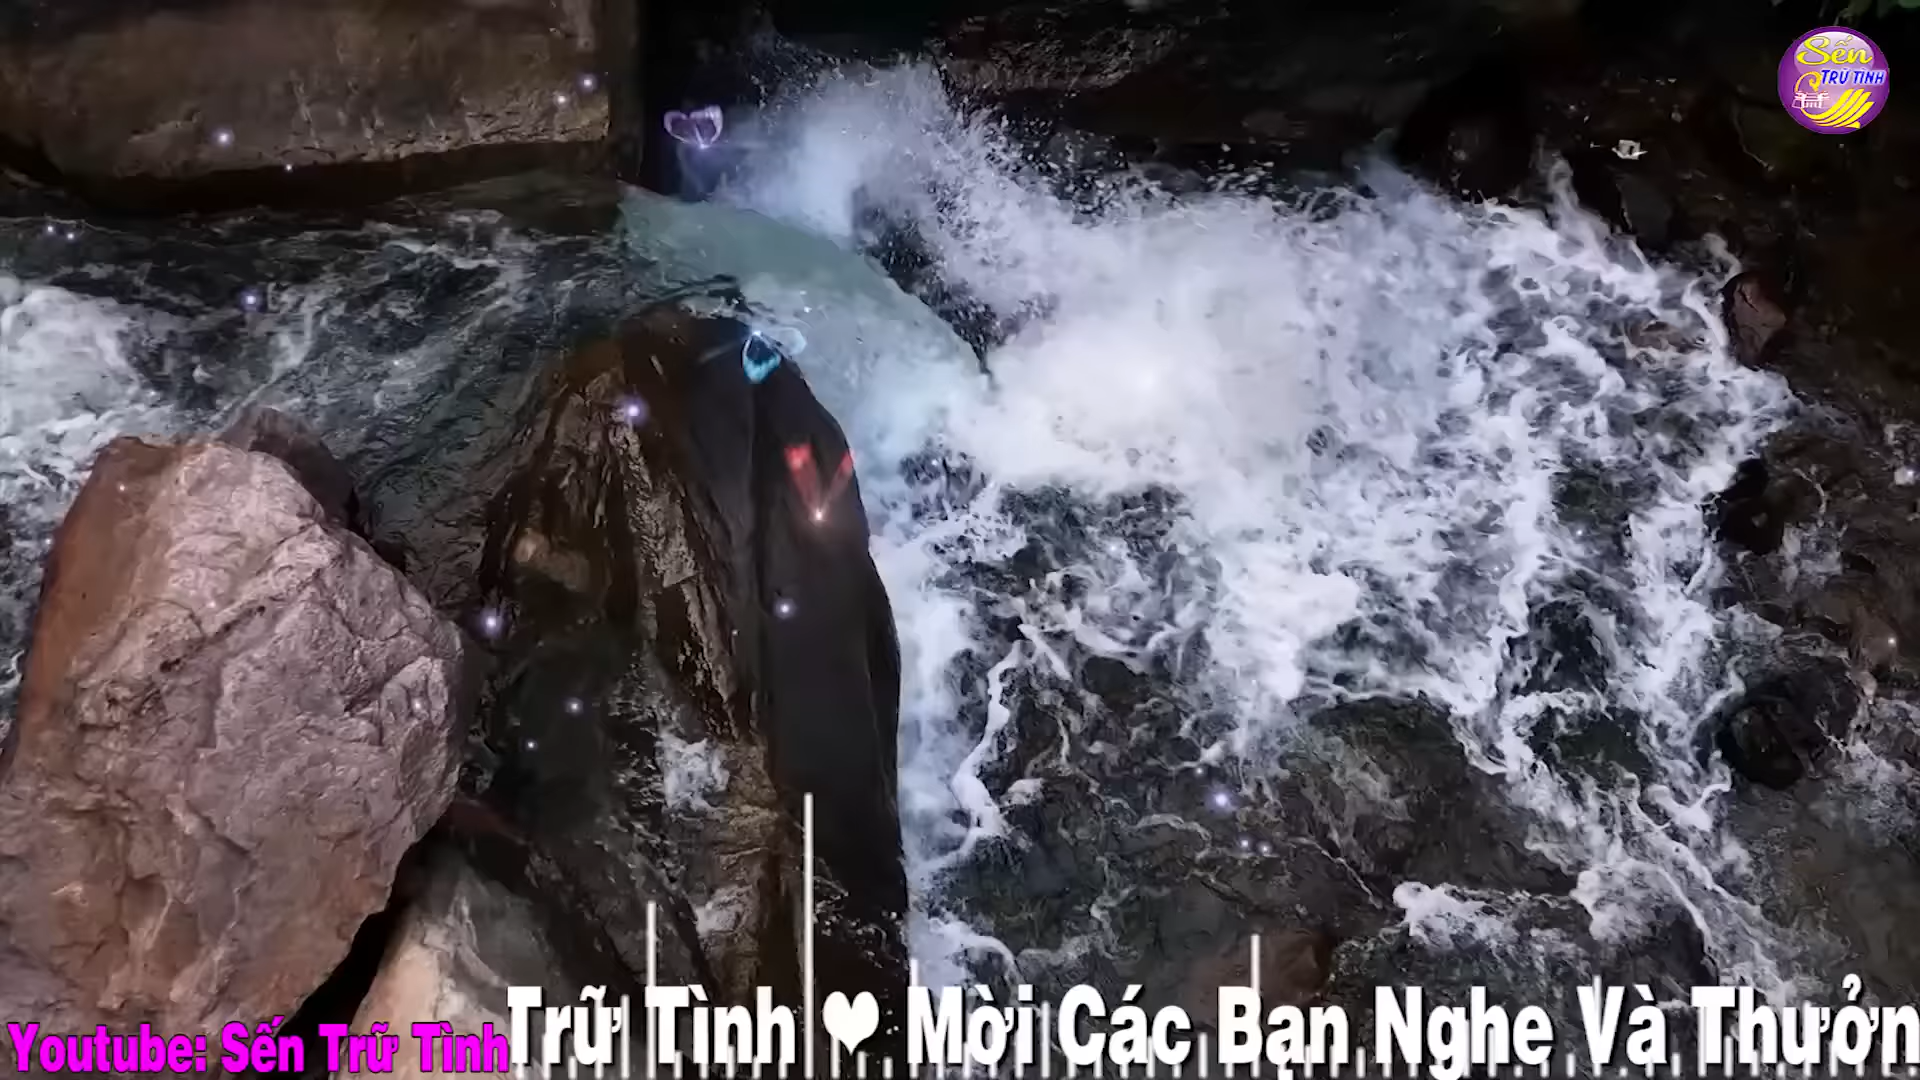 Sến
TRỮ TÌNH
Youtube: Sến Trữ Tình
Trữ Tình ❤ Mời Các Bạn Nghe Và Thưởn